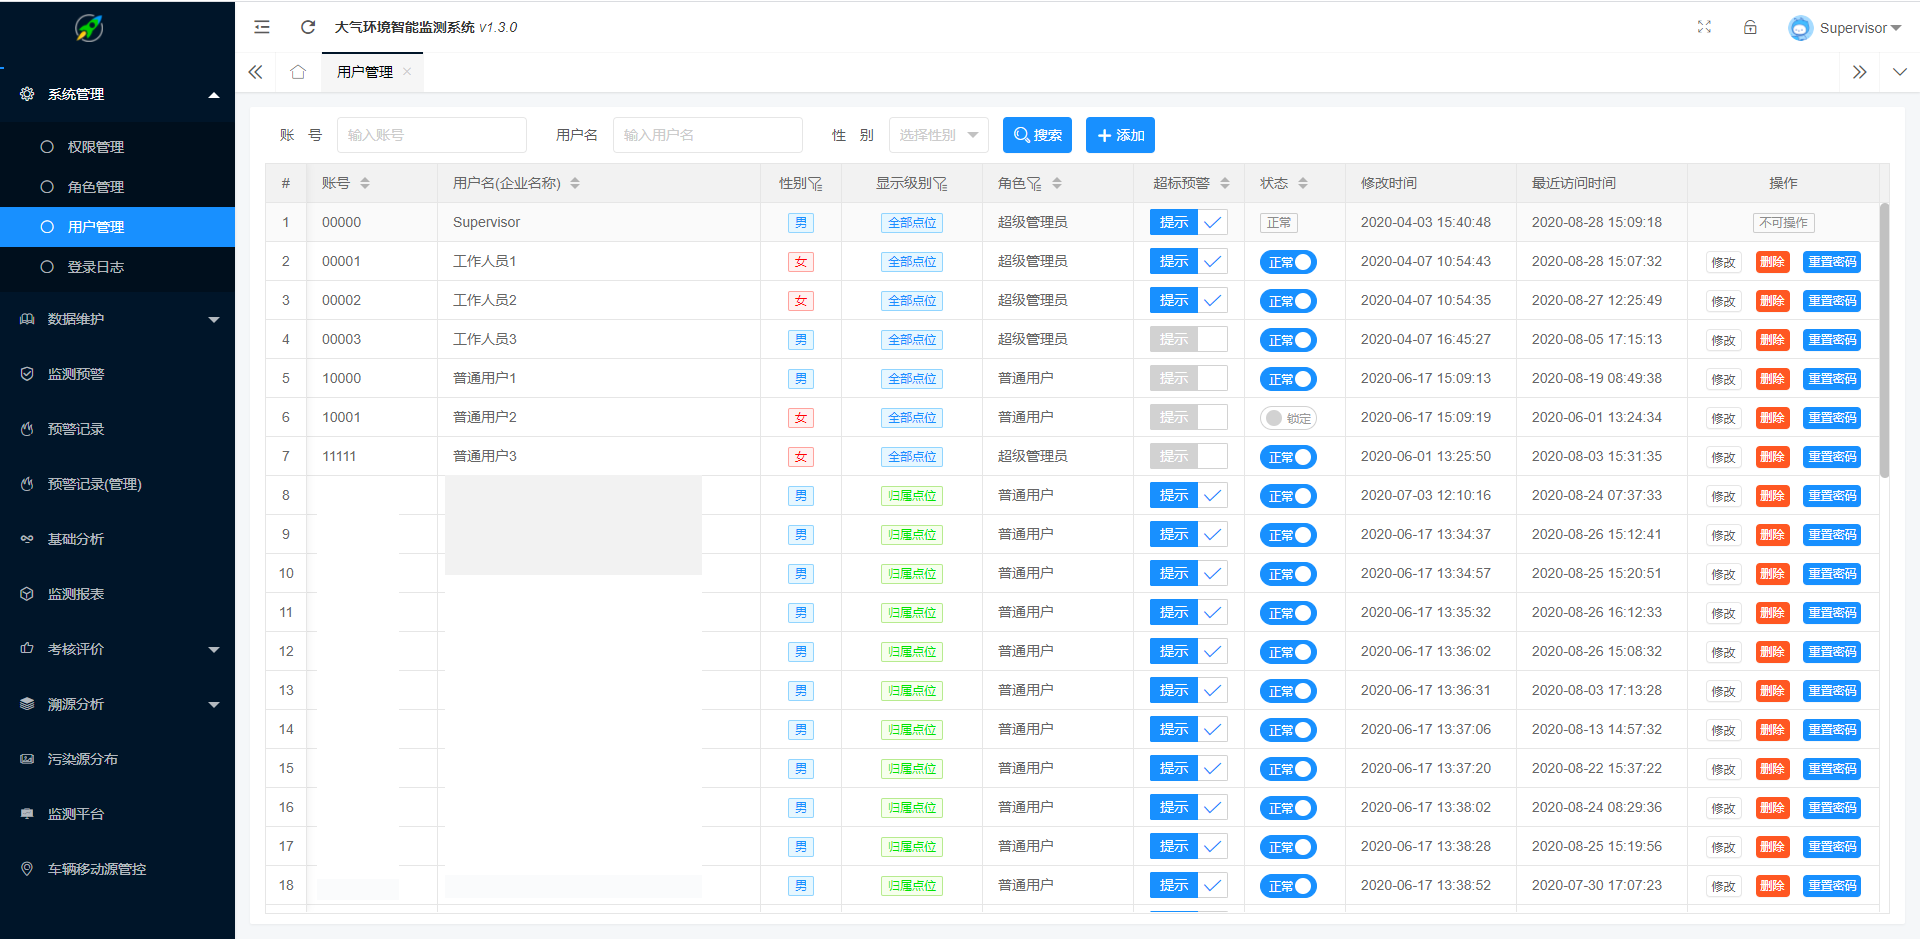 大气环境智能监测系统 v1.3.0
Supervisor
用户管理
系统管理
权限管理
角色管理
用户管理
登录日志
数据维护
监测预警
预警记录
预警记录(管理)
基础分析
监测报表
考核评价
溯源分析
污染源分布
监测平台
车辆移动源管控
账 号 输入账号 用户名 输入用户名 性 别 选择性别 搜索 添加
# 账号 用户名(企业名称) 性别 显示级别 角色 超标预警 状态 修改时间 最近访问时间 操作
1 00000 Supervisor 男 全部点位 超级管理员 提示 正常 2020-04-03 15:40:48 2020-08-28 15:09:18 不可操作
2 00001 工作人员1 女 全部点位 超级管理员 提示 正常 2020-04-07 10:54:43 2020-08-28 15:07:32 修改 删除 重置密码
3 00002 工作人员2 女 全部点位 超级管理员 提示 正常 2020-04-07 10:54:35 2020-08-27 12:25:49 修改 删除 重置密码
4 00003 工作人员3 男 全部点位 超级管理员 提示 正常 2020-04-07 16:45:27 2020-08-05 17:15:13 修改 删除 重置密码
5 10000 普通用户1 男 全部点位 普通用户 提示 正常 2020-06-17 15:09:13 2020-08-19 08:49:38 修改 删除 重置密码
6 10001 普通用户2 女 全部点位 普通用户 提示 锁定 2020-06-17 15:09:19 2020-06-01 13:24:34 修改 删除 重置密码
7 11111 普通用户3 女 全部点位 超级管理员 提示 正常 2020-06-01 13:25:50 2020-08-03 15:31:35 修改 删除 重置密码
8 男 归属点位 普通用户 提示 正常 2020-07-03 12:10:16 2020-08-24 07:37:33 修改 删除 重置密码
9 男 归属点位 普通用户 提示 正常 2020-06-17 13:34:37 2020-08-26 15:12:41 修改 删除 重置密码
10 男 归属点位 普通用户 提示 正常 2020-06-17 13:34:57 2020-08-25 15:20:51 修改 删除 重置密码
11 男 归属点位 普通用户 提示 正常 2020-06-17 13:35:32 2020-08-26 16:12:33 修改 删除 重置密码
12 男 归属点位 普通用户 提示 正常 2020-06-17 13:36:02 2020-08-26 15:08:32 修改 删除 重置密码
13 男 归属点位 普通用户 提示 正常 2020-06-17 13:36:31 2020-08-03 17:13:28 修改 删除 重置密码
14 男 归属点位 普通用户 提示 正常 2020-06-17 13:37:06 2020-08-13 14:57:32 修改 删除 重置密码
15 男 归属点位 普通用户 提示 正常 2020-06-17 13:37:20 2020-08-22 15:37:22 修改 删除 重置密码
16 男 归属点位 普通用户 提示 正常 2020-06-17 13:38:02 2020-08-24 08:29:36 修改 删除 重置密码
17 男 归属点位 普通用户 提示 正常 2020-06-17 13:38:28 2020-08-25 15:19:56 修改 删除 重置密码
18 男 归属点位 普通用户 提示 正常 2020-06-17 13:38:52 2020-07-30 17:07:23 修改 删除 重置密码